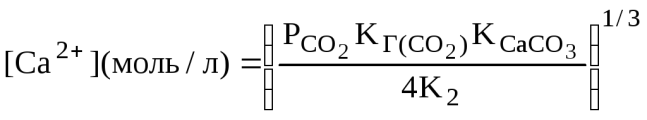 [Ca²⁺](моль / л) = (P_CO₂ K_Г(CO₂) K_CaCO₃ / 4K₂)^1/3